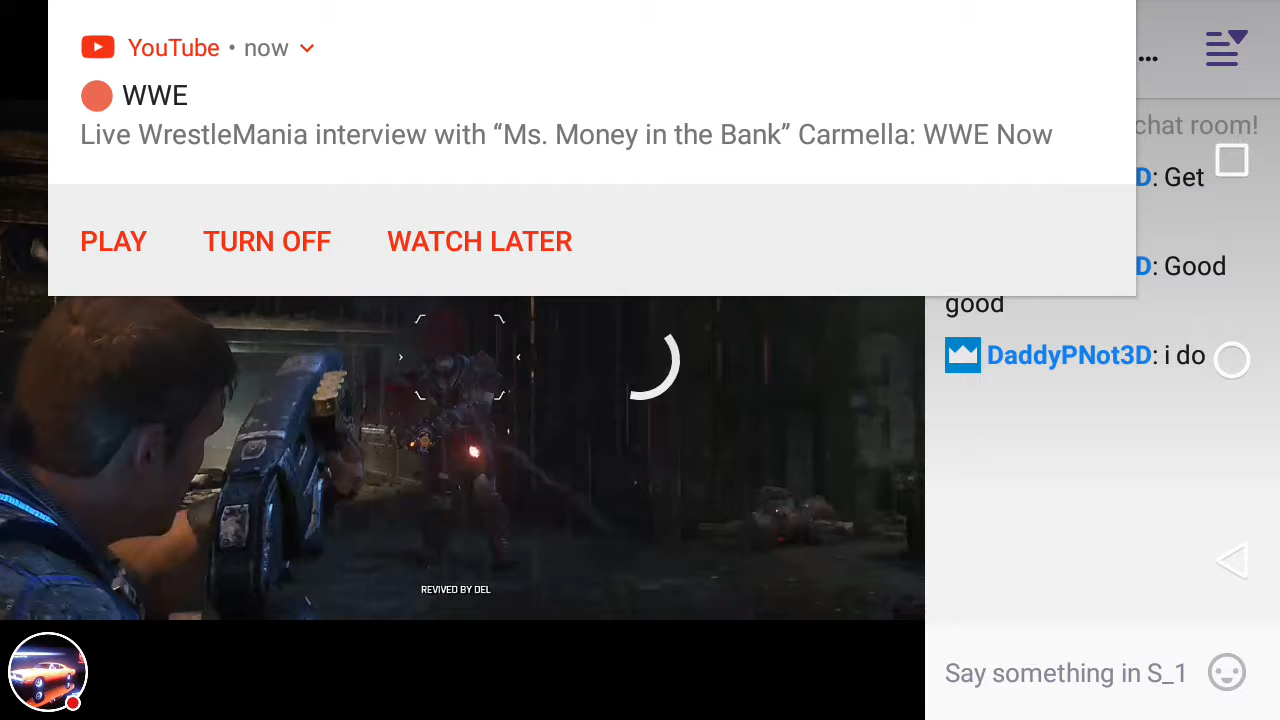 YouTube • now
WWE
Live WrestleMania interview with “Ms. Money in the Bank” Carmella: WWE Now
PLAY TURN OFF WATCH LATER
...
chat room!
D: Get
D: Good
good
DaddyPNot3D: i do
REVIVED BY DEL
Say something in S_1